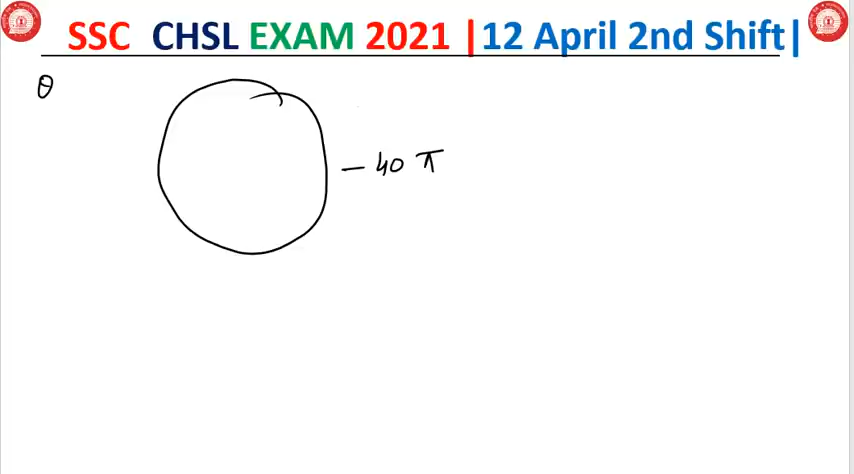 SSC CHSL EXAM 2021 |12 April 2nd Shift|
θ
— 40 π